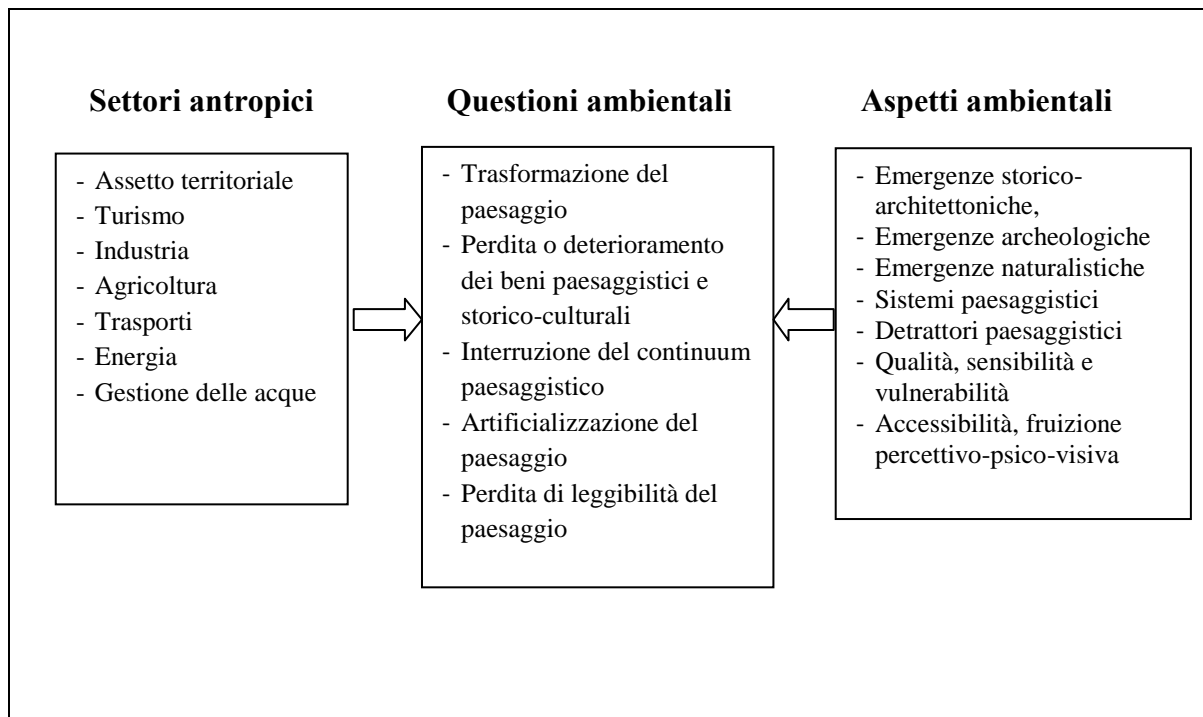 Settori antropici
- Assetto territoriale
- Turismo
- Industria
- Agricoltura
- Trasporti
- Energia
- Gestione delle acque
Questioni ambientali
- Trasformazione del
paesaggio
- Perdita o deterioramento
dei beni paesaggistici e
storico-culturali
- Interruzione del continuum
paesaggistico
- Artificializzazione del
paesaggio
- Perdita di leggibilità del
paesaggio
Aspetti ambientali
- Emergenze storico-
architettoniche,
- Emergenze archeologiche
- Emergenze naturalistiche
- Sistemi paesaggistici
- Detrattori paesaggistici
- Qualità, sensibilità e
vulnerabilità
- Accessibilità, fruizione
percettivo-psico-visiva